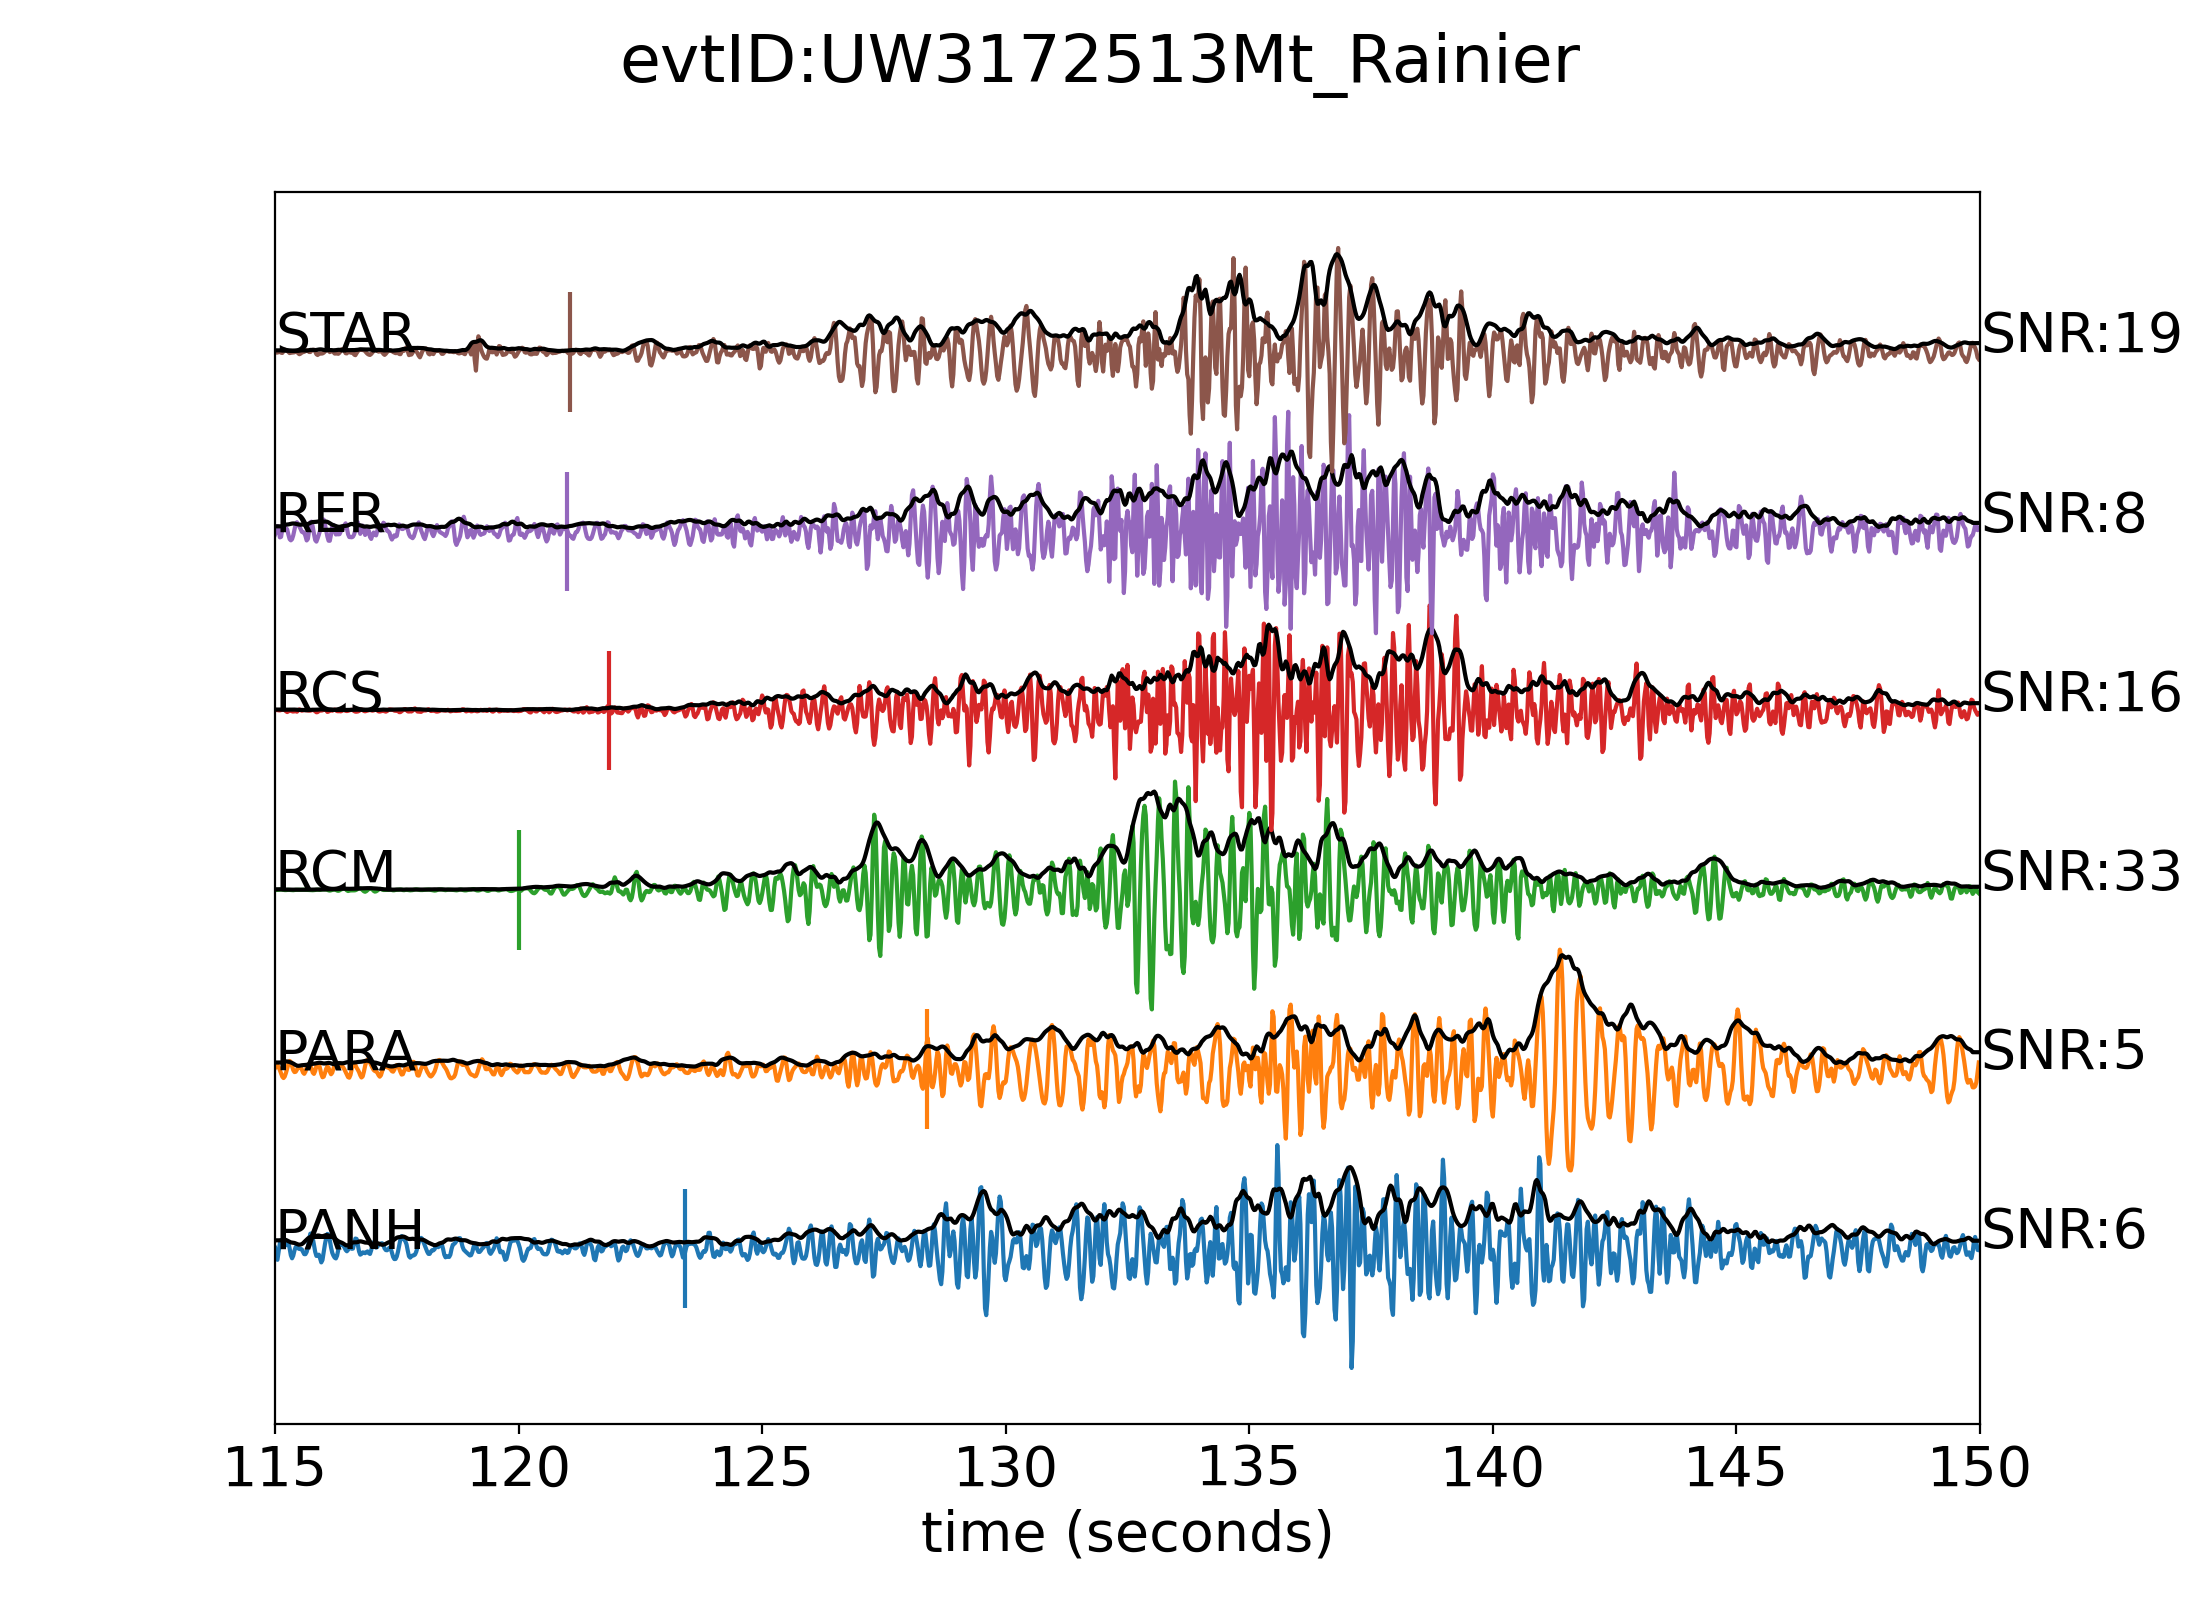 evtID:UW3172513Mt_Rainier
STAR SNR:19
RER SNR:8
RCS SNR:16
RCM SNR:33
PARA SNR:5
PANH SNR:6
115 120 125 130 135 140 145 150
time (seconds)